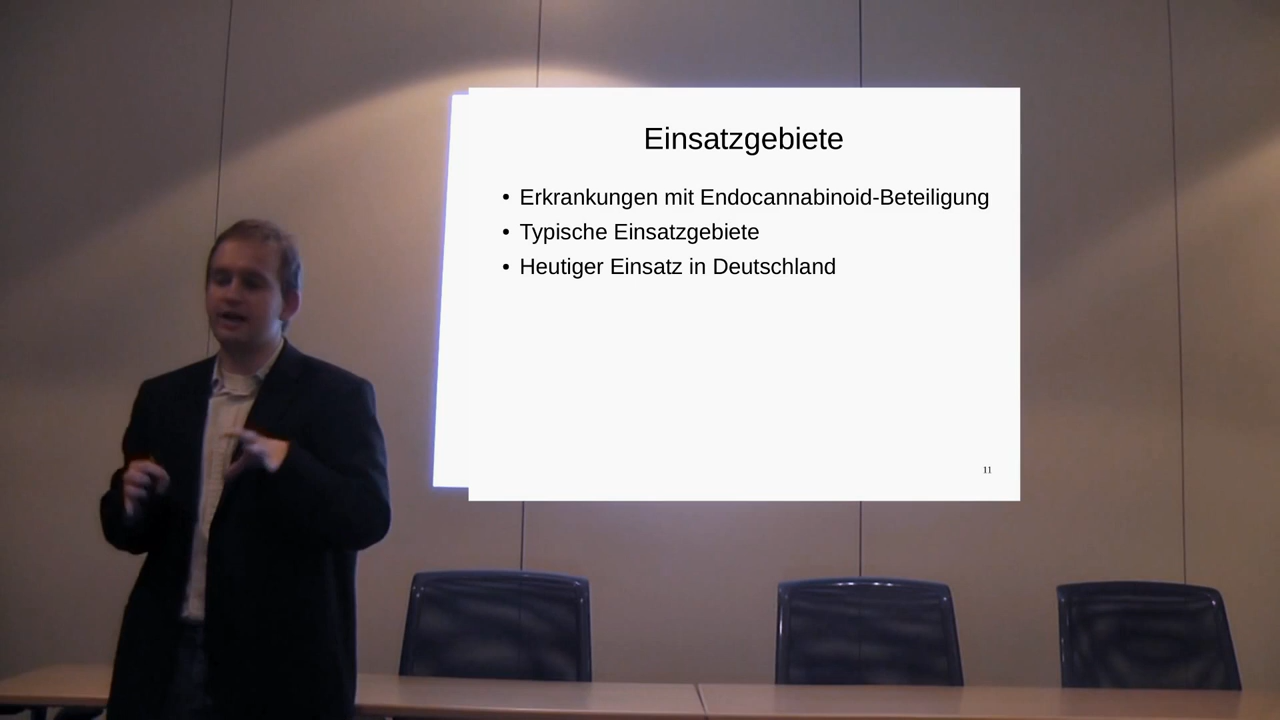 Einsatzgebiete
• Erkrankungen mit Endocannabinoid-Beteiligung
• Typische Einsatzgebiete
• Heutiger Einsatz in Deutschland
11